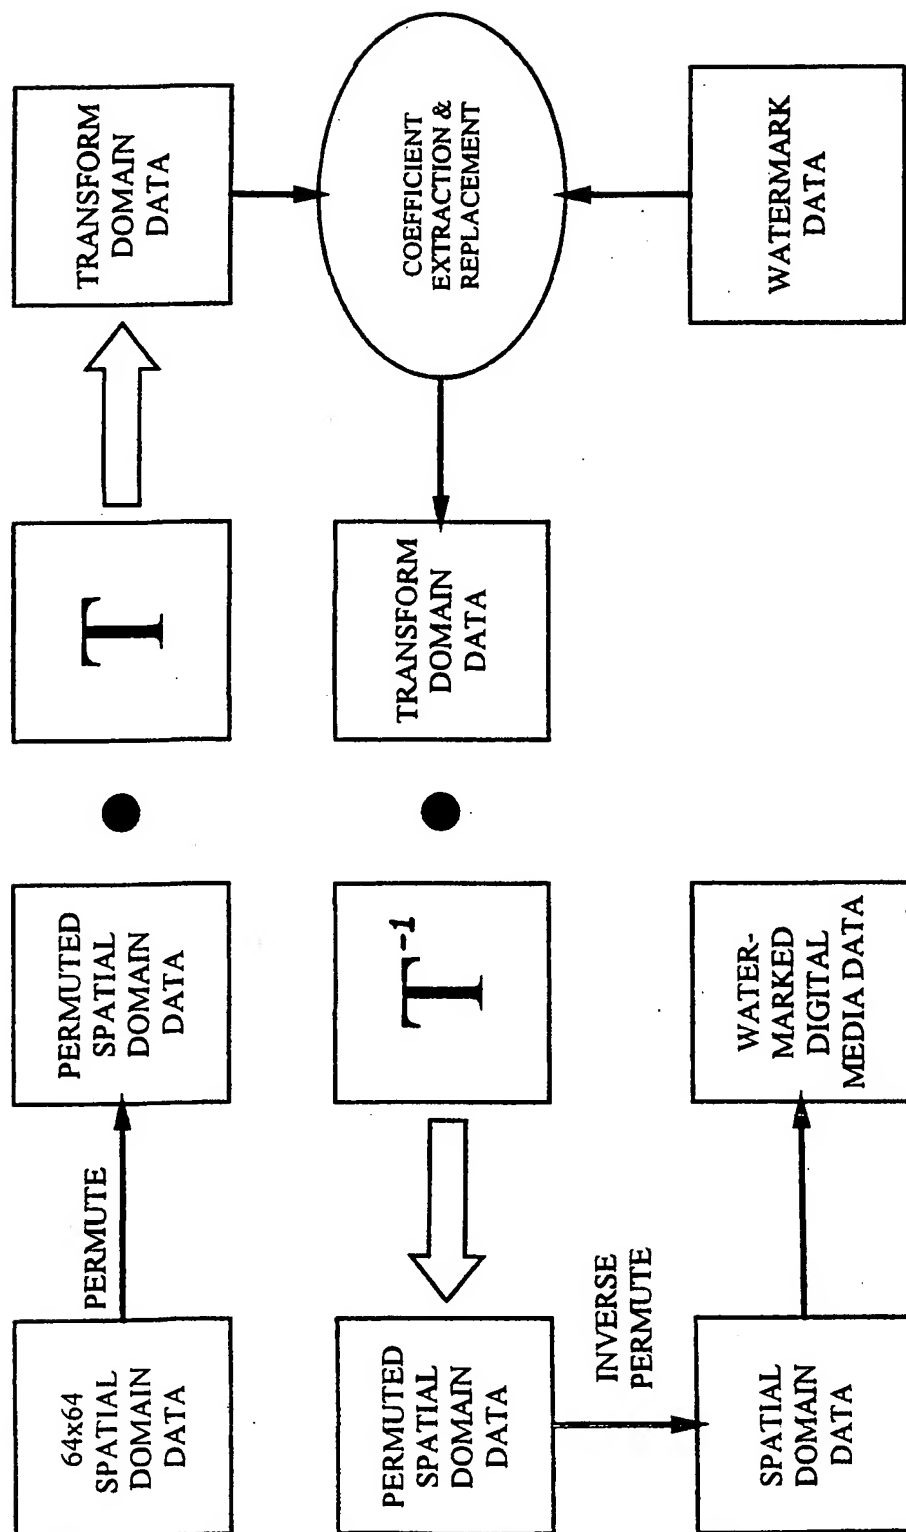 64x64
SPATIAL
DOMAIN
DATA
PERMUTE
PERMUTED
SPATIAL
DOMAIN
DATA
T
TRANSFORM
DOMAIN
DATA
PERMUTED
SPATIAL
DOMAIN
DATA
T-1
TRANSFORM
DOMAIN
DATA
COEFFICIENT
EXTRACTION &
REPLACEMENT
INVERSE
PERMUTE
SPATIAL
DOMAIN
DATA
WATER-
MARKED
DIGITAL
MEDIA DATA
WATERMARK
DATA